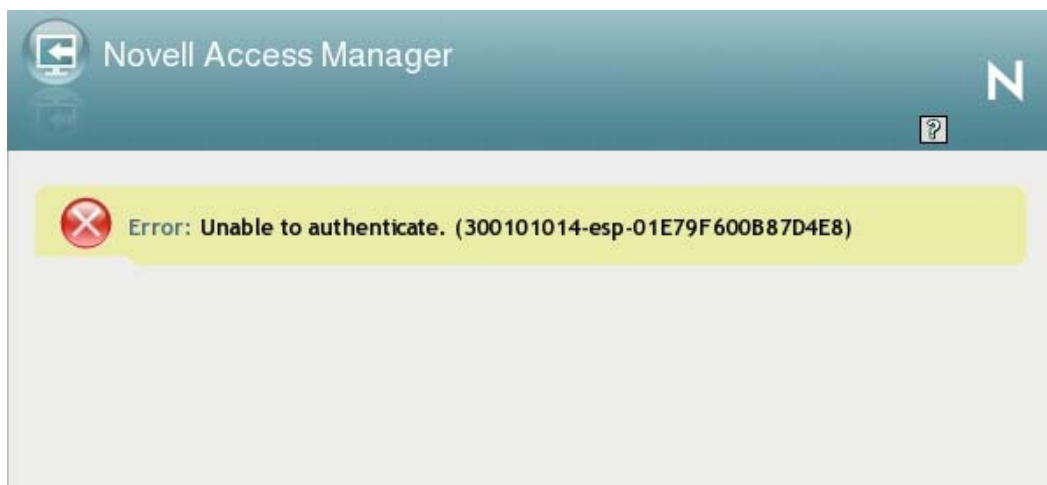 Novell Access Manager
N
?
Error: Unable to authenticate. (300101014-esp-01E79F600B87D4E8)